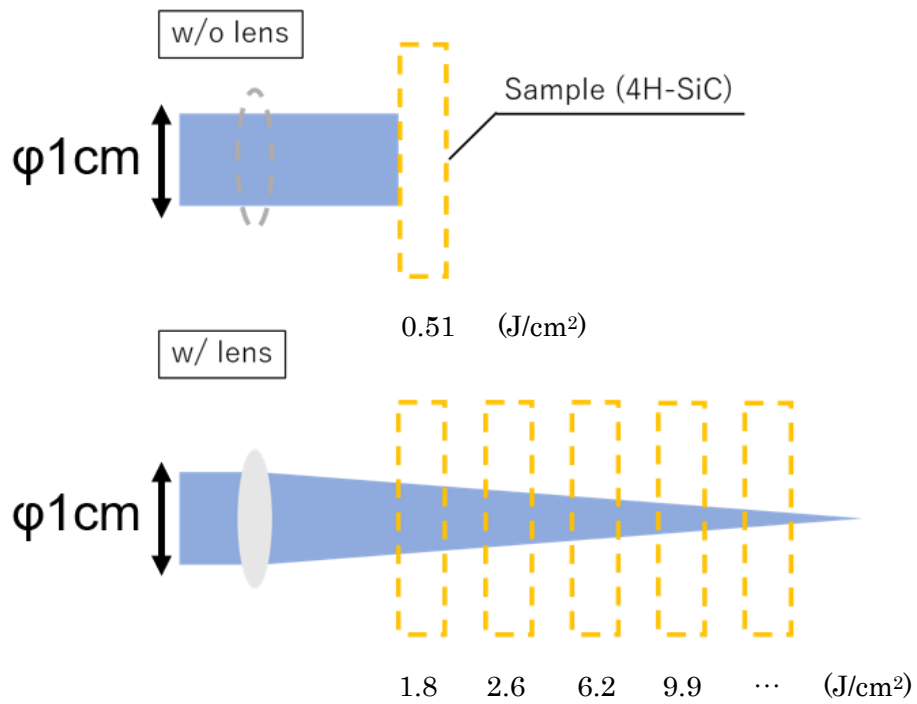 w/o lens
Sample (4H-SiC)
φ1cm
0.51 (J/cm²)
w/ lens
φ1cm
1.8 2.6 6.2 9.9 ⋯ (J/cm²)